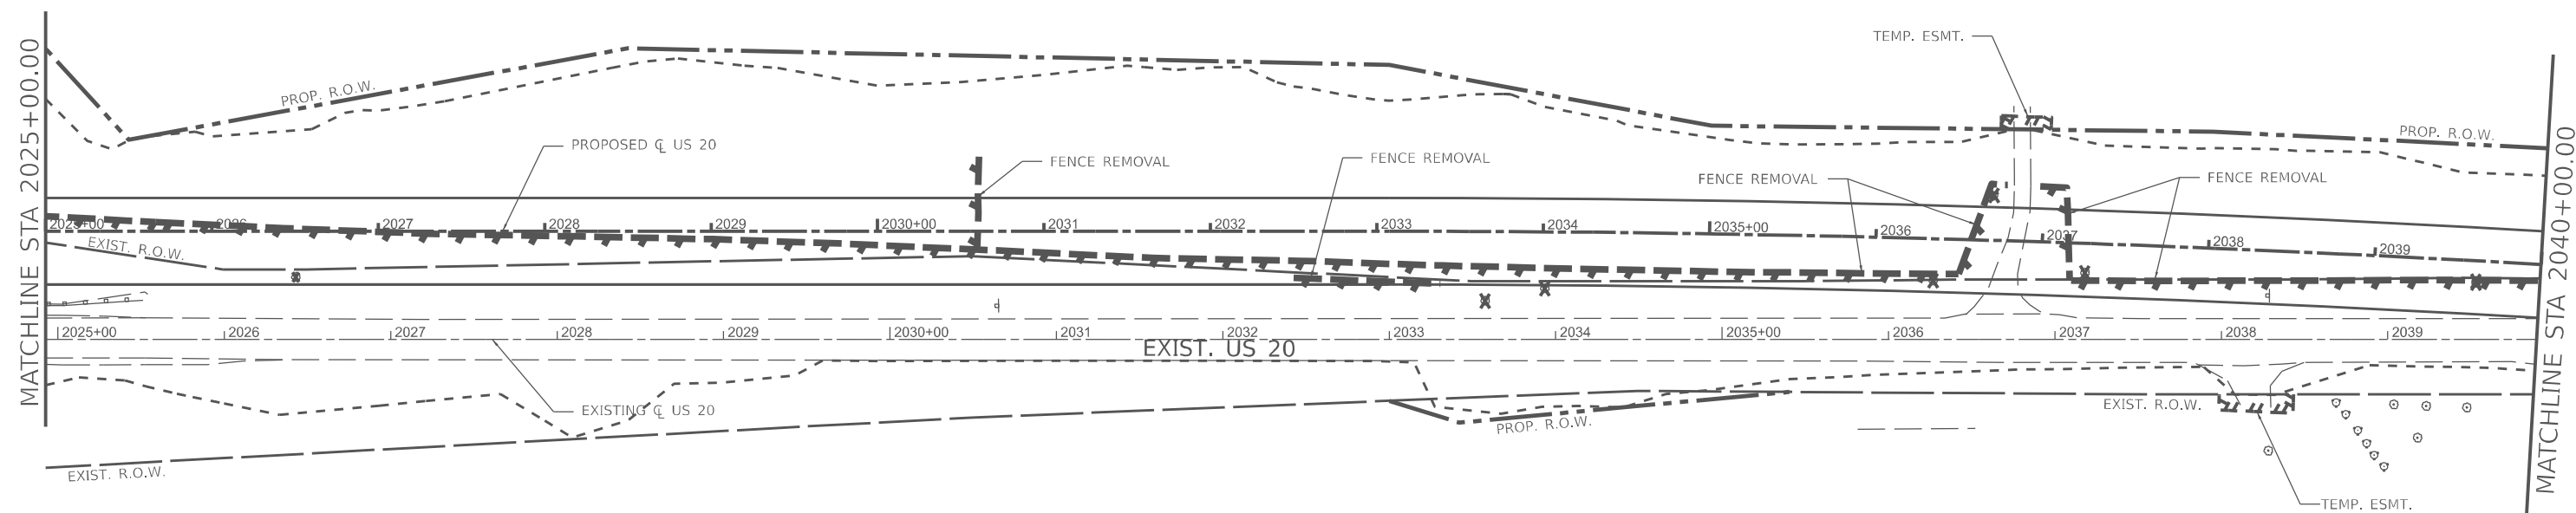 MATCHLINE STA 2025+00.00
TEMP. ESMT.
PROP. R.O.W.
PROP. R.O.W.
PROPOSED ℄ US 20
FENCE REMOVAL
FENCE REMOVAL
FENCE REMOVAL
FENCE REMOVAL
2025+00 2026 2027 2028 2029 2030+00 2031 2032 2033 2034 2035+00 2036 2037 2038 2039
EXIST. R.O.W.
2025+00 2026 2027 2028 2029 2030+00 2031 2032 2033 2034 2035+00 2036 2037 2038 2039
EXIST. US 20
EXISTING ℄ US 20
EXIST. R.O.W.
PROP. R.O.W.
EXIST. R.O.W.
TEMP. ESMT.
MATCHLINE STA 2040+00.00